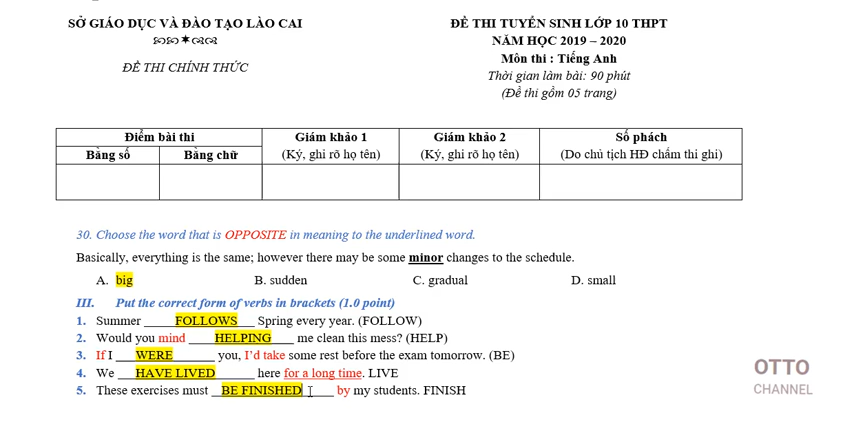 SỞ GIÁO DỤC VÀ ĐÀO TẠO LÀO CAI
ĐỀ THI CHÍNH THỨC
ĐỀ THI TUYỂN SINH LỚP 10 THPT
NĂM HỌC 2019 – 2020
Môn thi : Tiếng Anh
Thời gian làm bài: 90 phút
(Đề thi gồm 05 trang)
Điểm bài thi Giám khảo 1 Giám khảo 2 Số phách
Bằng số Bằng chữ (Ký, ghi rõ họ tên) (Ký, ghi rõ họ tên) (Do chủ tịch HĐ chấm thi ghi)
30. Choose the word that is OPPOSITE in meaning to the underlined word.
Basically, everything is the same; however there may be some minor changes to the schedule.
A. big B. sudden C. gradual D. small
III. Put the correct form of verbs in brackets (1.0 point)
1. Summer FOLLOWS Spring every year. (FOLLOW)
2. Would you mind HELPING me clean this mess? (HELP)
3. If I WERE you, I'd take some rest before the exam tomorrow. (BE)
4. We HAVE LIVED here for a long time. LIVE
5. These exercises must BE FINISHED by my students. FINISH
OTTO
CHANNEL